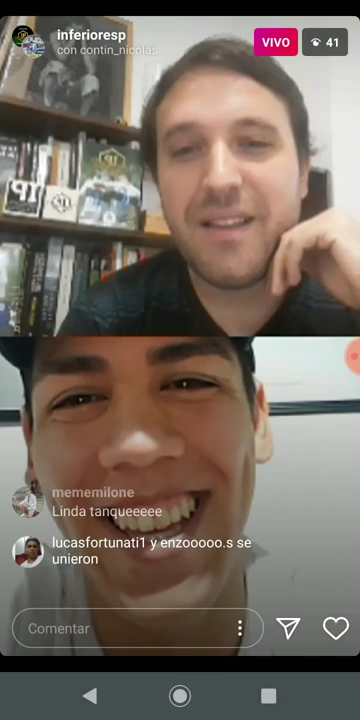 inferioresp
con contin_nicolas
VIVO
41
mememilone
Linda tanqueeeee
lucasfortunati1 y enzooooo.s se
unieron
Comentar